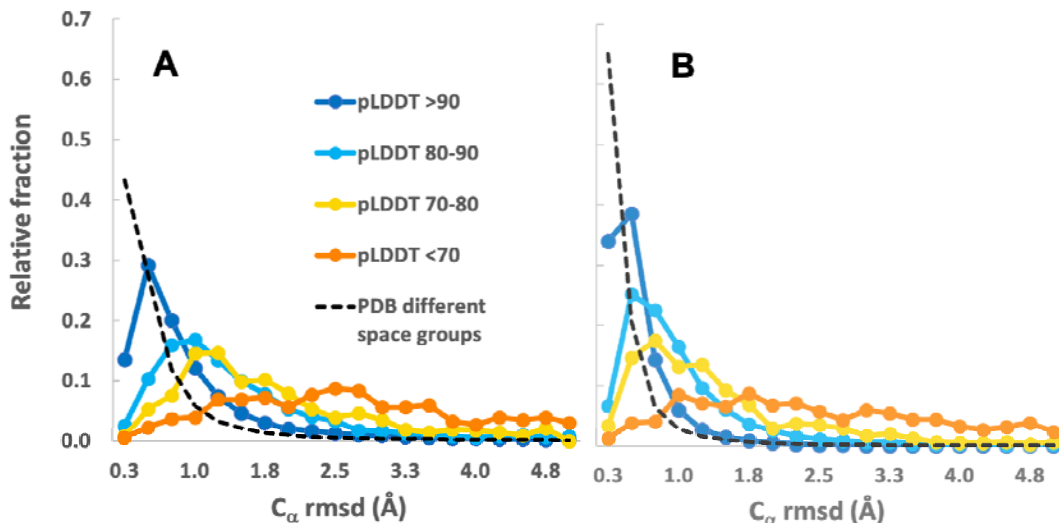 A
B
Relative fraction
0.7
0.6
0.5
0.4
0.3
0.2
0.1
0.0
pLDDT >90
pLDDT 80-90
pLDDT 70-80
pLDDT <70
PDB different
space groups
0.3 1.0 1.8 2.5 3.3 4.0 4.8
0.3 1.0 1.8 2.5 3.3 4.0 4.8
Cα rmsd (Å)
Cα rmsd (Å)